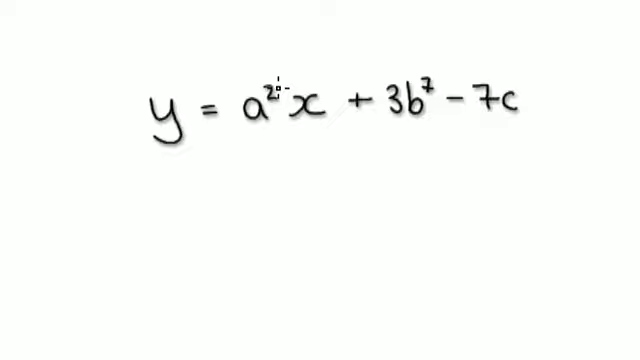 y = a²x + 3b⁷ - 7c